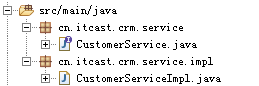 src/main/java
cn.itcast.crm.service
CustomerService.java
cn.itcast.crm.service.impl
CustomerServiceImpl.java